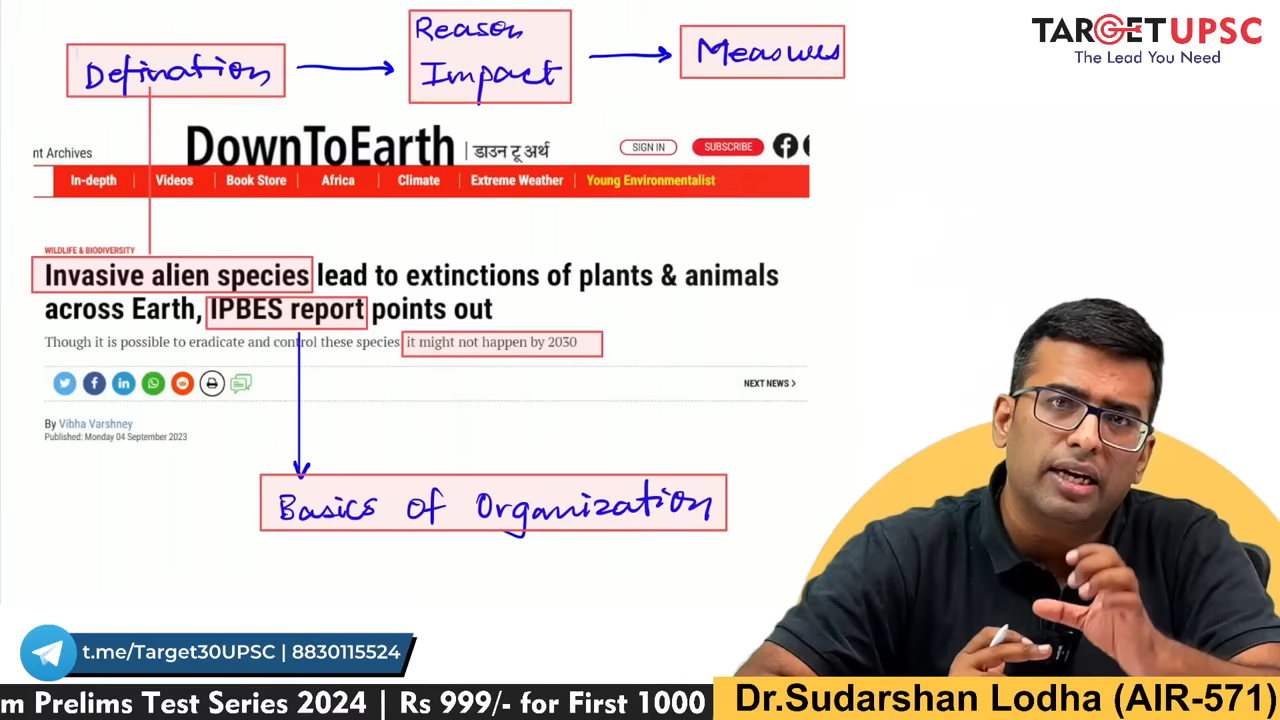 TARGET UPSC
The Lead You Need
Reason
Defination
Impact
Measures
nt Archives
DownToEarth
डाउन टू अर्थ
SIGN IN
SUBSCRIBE
In-depth Videos Book Store Africa Climate Extreme Weather Young Environmentalist
WILDLIFE & BIODIVERSITY
Invasive alien species lead to extinctions of plants & animals
across Earth, IPBES report points out
Though it is possible to eradicate and control these species it might not happen by 2030
NEXT NEWS >
By Vibha Varshney
Published: Monday 04 September 2023
Basics of Organization
t.me/Target30UPSC | 8830115524
m Prelims Test Series 2024 | Rs 999/- for First 1000
Dr.Sudarshan Lodha (AIR-571)